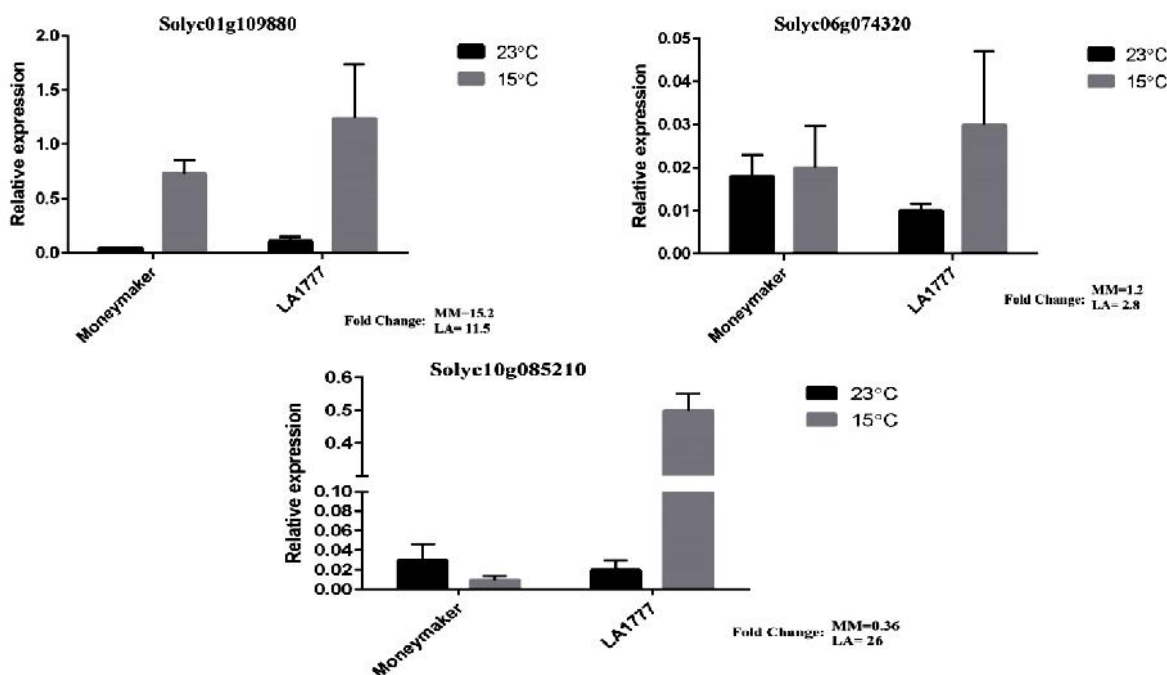 Solyc01g109880
2.0
1.5
1.0
0.5
0.0
Relative expression
23°C
15°C
Moneymaker
LA1777
Fold Change: MM=15.2
LA= 11.5
Solyc06g074320
0.05
0.04
0.03
0.02
0.01
0.00
Relative expression
23°C
15°C
Moneymaker
LA1777
Fold Change: MM=1.2
LA= 2.8
Solyc10g085210
0.6
0.5
0.4
0.10
0.08
0.06
0.04
0.02
0.00
Relative expression
23°C
15°C
Moneymaker
LA1777
Fold Change: MM=0.36
LA= 26